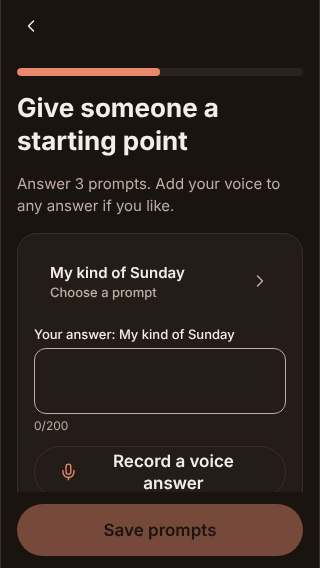 Give someone a
starting point
Answer 3 prompts. Add your voice to
any answer if you like.
My kind of Sunday
Choose a prompt
Your answer: My kind of Sunday
0/200
Record a voice
answer
Save prompts